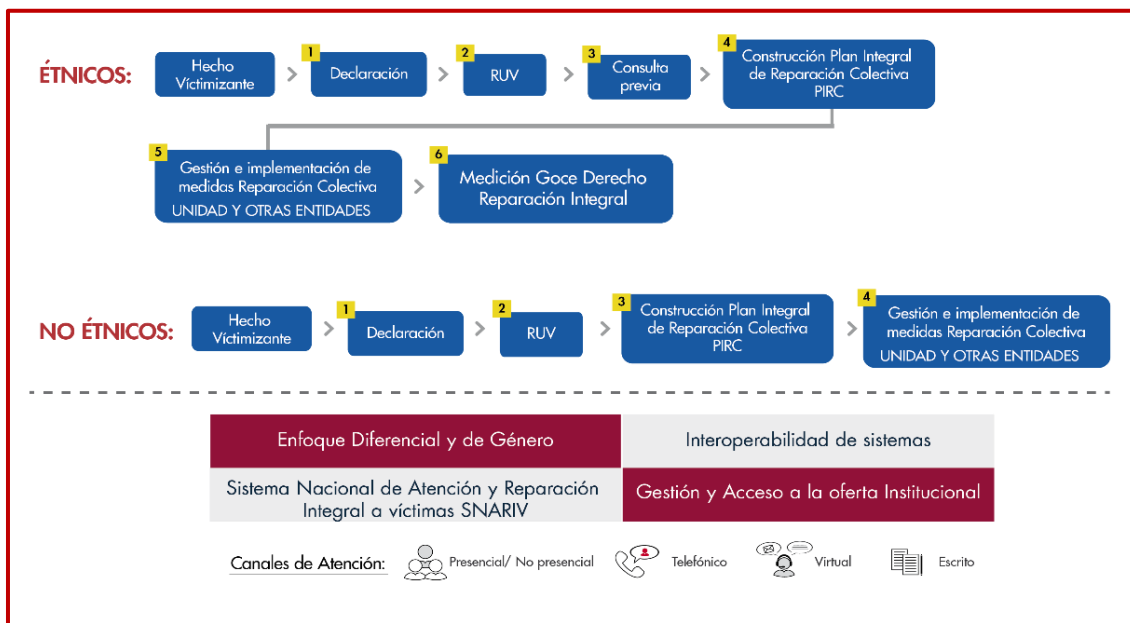 ÉTNICOS:
Hecho
Víctimizante
1
Declaración
2
RUV
3
Consulta
previa
4
Construcción Plan Integral
de Reparación Colectiva
PIRC
5
Gestión e implementación de
medidas Reparación Colectiva
UNIDAD Y OTRAS ENTIDADES
6
Medición Goce Derecho
Reparación Integral
NO ÉTNICOS:
Hecho
Víctimizante
1
Declaración
2
RUV
3
Construcción Plan Integral
de Reparación Colectiva
PIRC
4
Gestión e implementación de
medidas Reparación Colectiva
UNIDAD Y OTRAS ENTIDADES
Enfoque Diferencial y de Género
Interoperabilidad de sistemas
Sistema Nacional de Atención y Reparación
Integral a víctimas SNARIV
Gestión y Acceso a la oferta Institucional
Canales de Atención:
Presencial/ No presencial
Telefónico
Virtual
Escrito